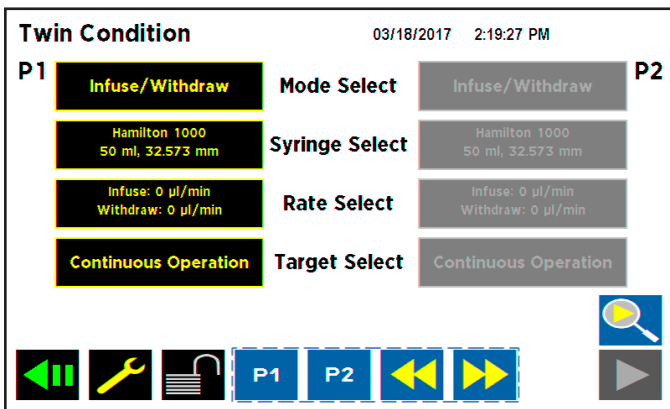 Twin Condition 03/18/2017 2:19:27 PM
P1 P2
Infuse/Withdraw Mode Select Infuse/Withdraw
Hamilton 1000 Hamilton 1000
50 ml, 32.573 mm Syringe Select 50 ml, 32.573 mm
Infuse: 0 µl/min Infuse: 0 µl/min
Withdraw: 0 µl/min Rate Select Withdraw: 0 µl/min
Continuous Operation Target Select Continuous Operation
P1 P2